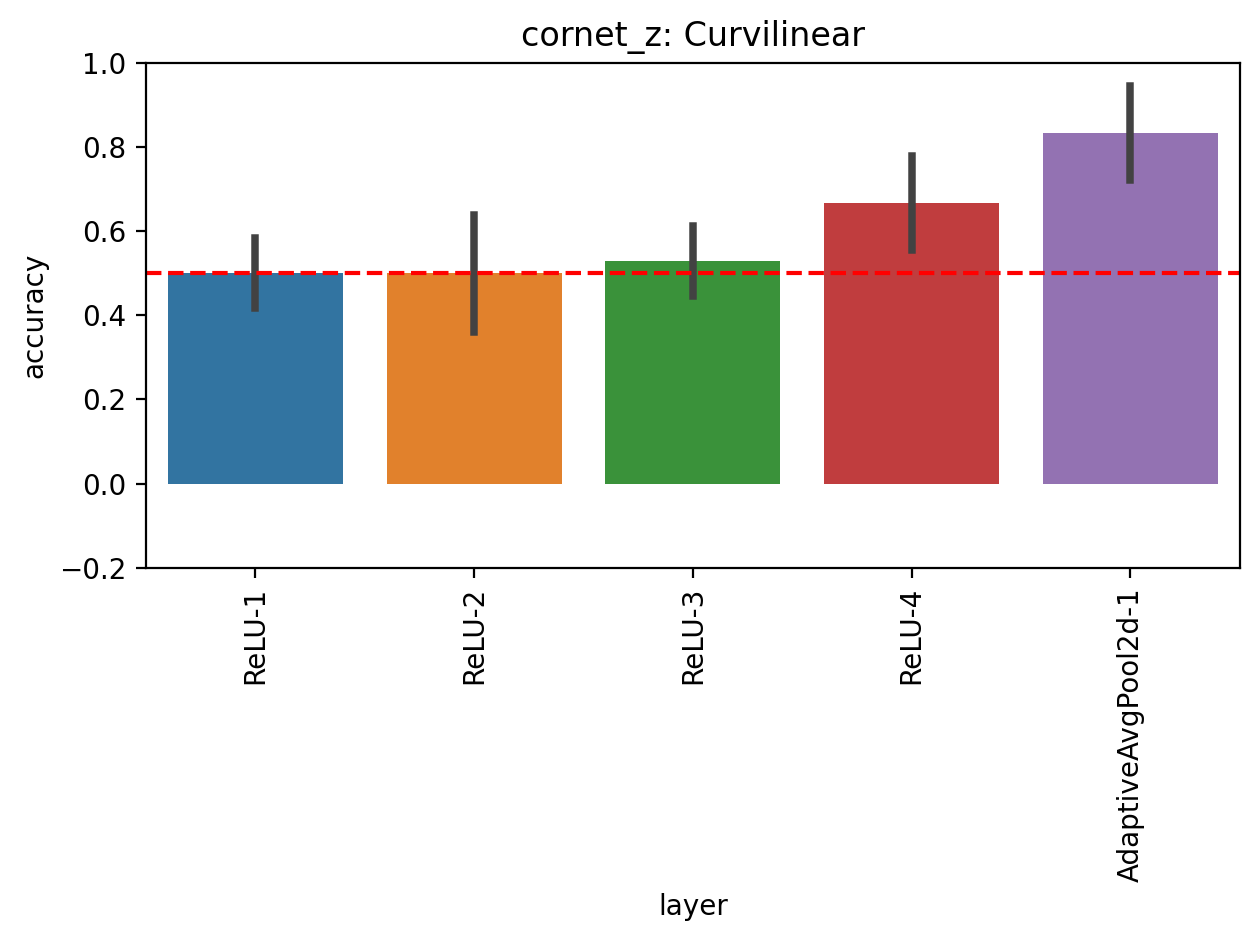 cornet_z: Curvilinear
1.0
0.8
0.6
0.4
0.2
0.0
−0.2
accuracy
ReLU-1
ReLU-2
ReLU-3
ReLU-4
AdaptiveAvgPool2d-1
layer